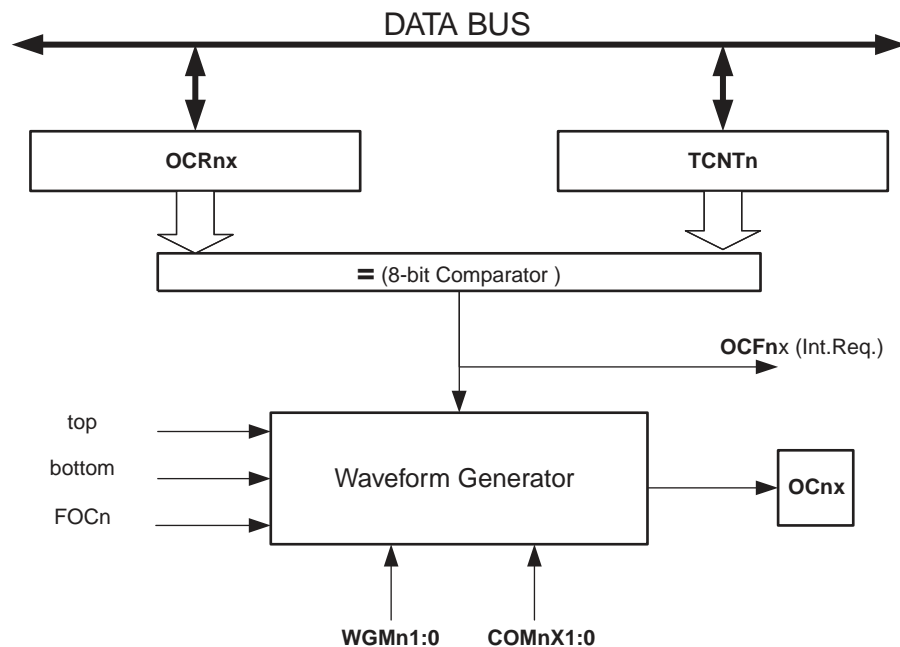 DATA BUS
OCRnx
TCNTn
= (8-bit Comparator )
OCFnx (Int.Req.)
top
bottom
FOCn
Waveform Generator
OCnx
WGMn1:0
COMnX1:0